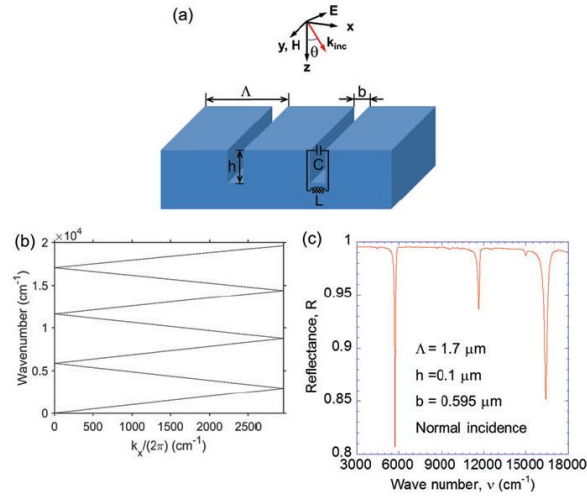 (a)
E
x
y, H
k_inc
θ
z
Λ
b
h
C
L
(b)
× 10⁴
Wavenumber (cm⁻¹)
2
1.5
1
0.5
0
0 500 1000 1500 2000 2500
k_x/(2π) (cm⁻¹)
(c)
Reflectance, R
1
0.95
0.9
0.85
0.8
Λ = 1.7 μm
h =0.1 μm
b = 0.595 μm
Normal incidence
3000 6000 9000 12000 15000 18000
Wave number, ν (cm⁻¹)